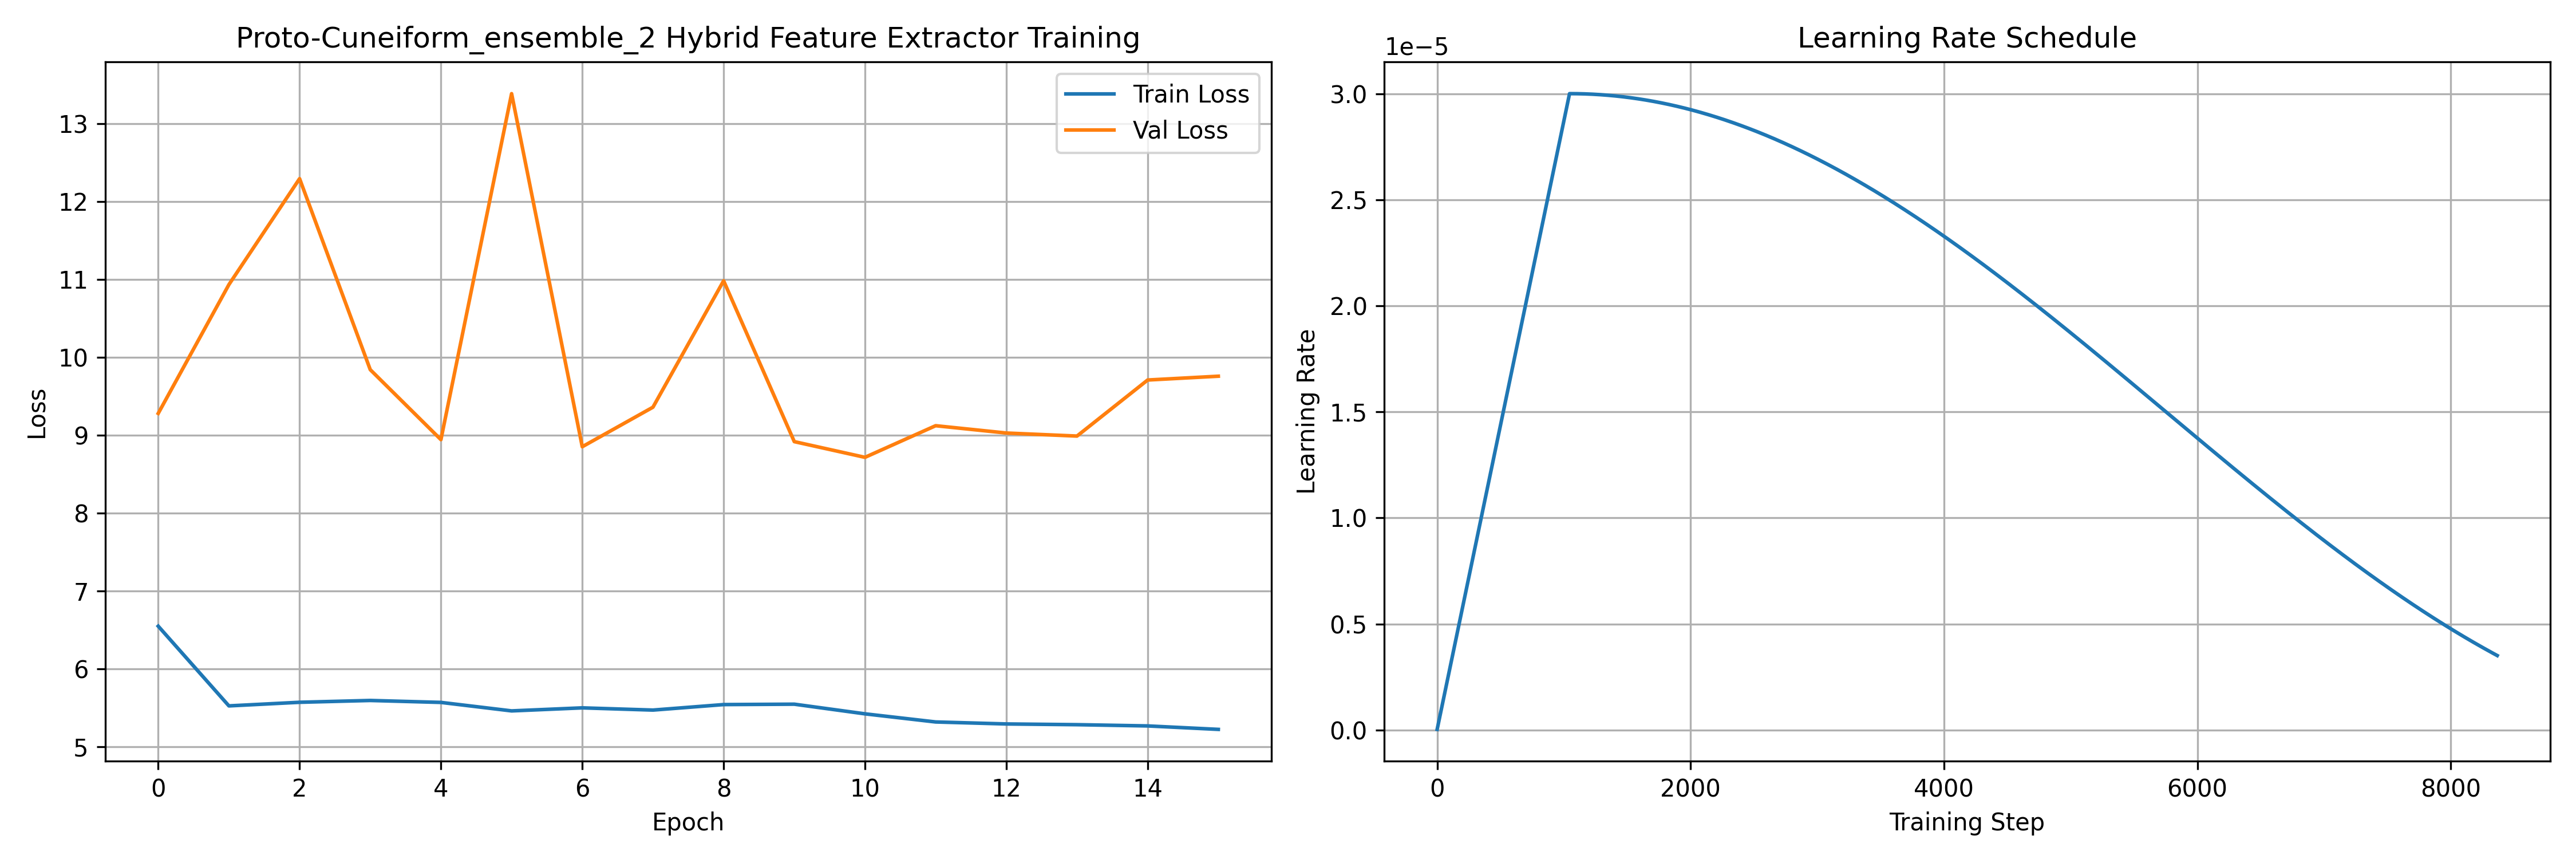 Proto-Cuneiform_ensemble_2 Hybrid Feature Extractor Training
Train Loss
Val Loss
13
12
11
10
9
8
7
6
5
Loss
0 2 4 6 8 10 12 14
Epoch
Learning Rate Schedule
1e−5
3.0
2.5
2.0
1.5
1.0
0.5
0.0
Learning Rate
0 2000 4000 6000 8000
Training Step